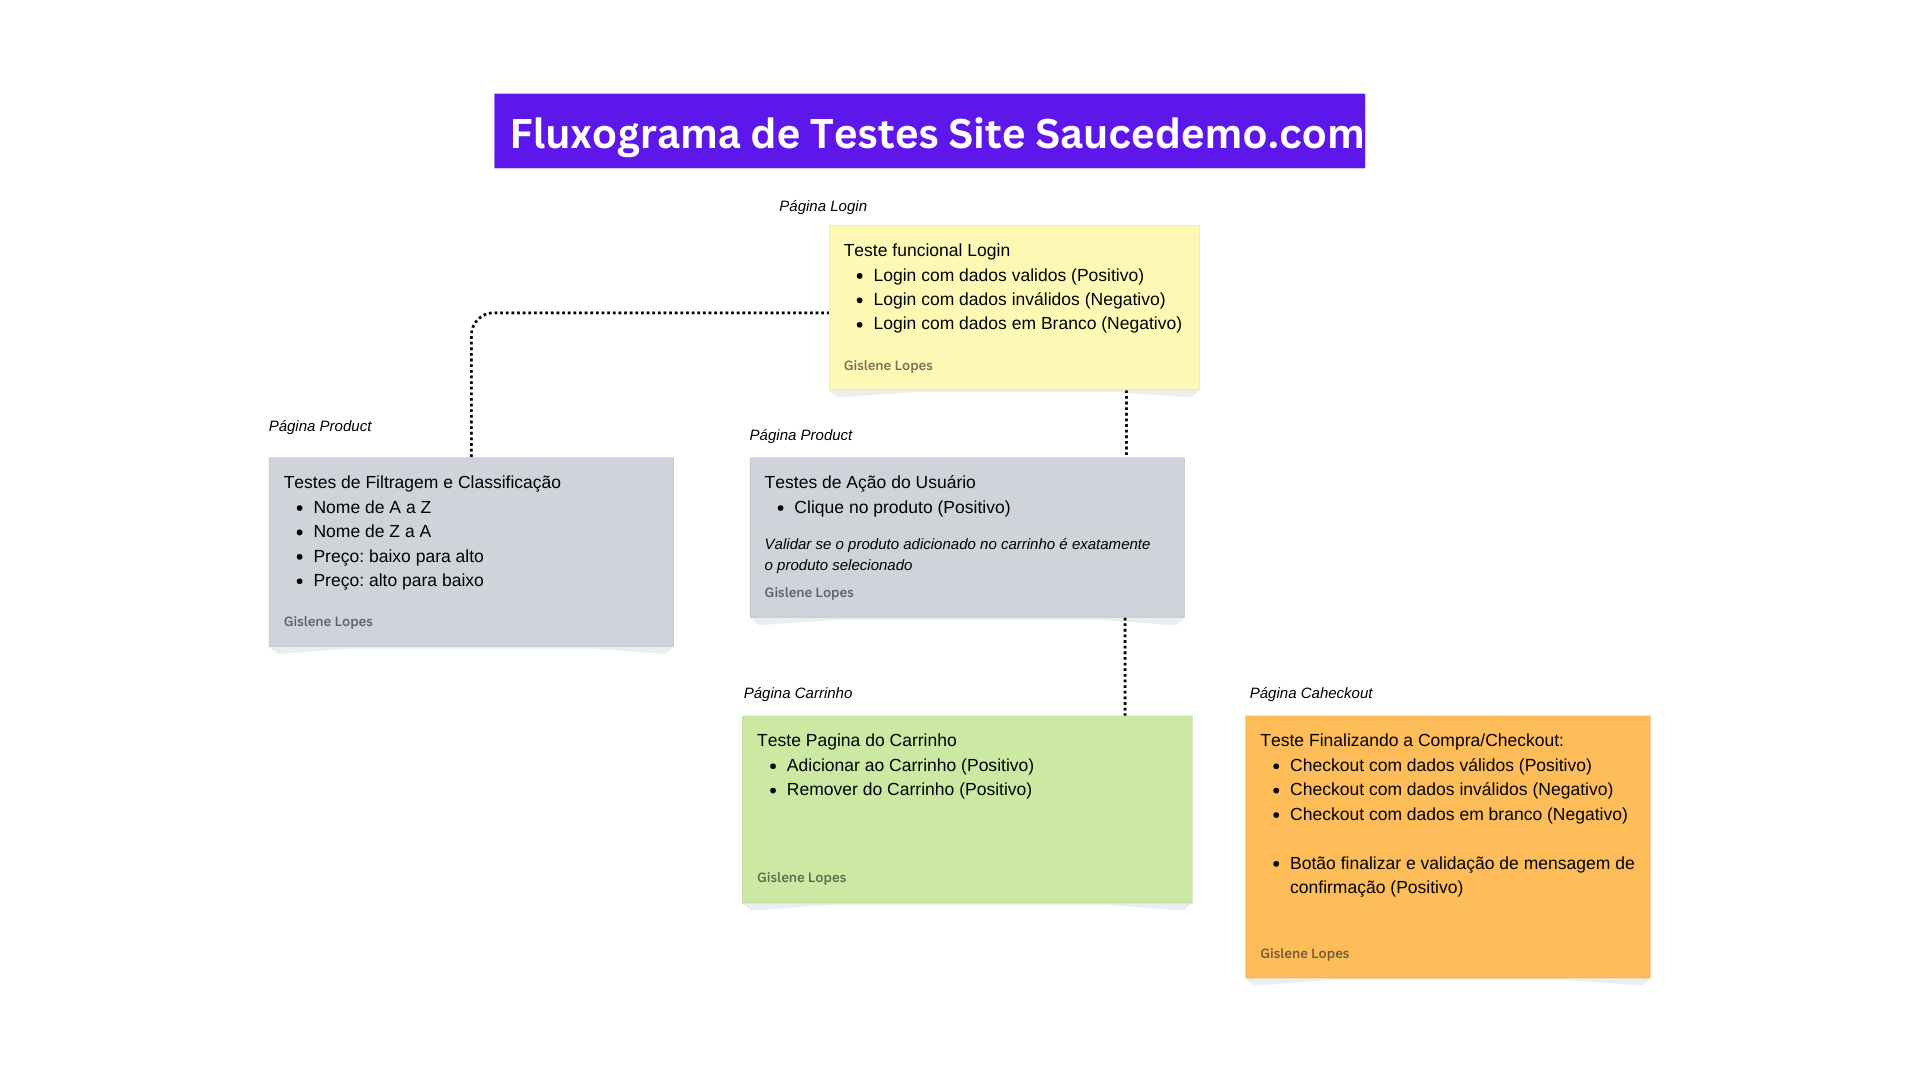 Fluxograma de Testes Site Saucedemo.com
Página Login
Teste funcional Login
• Login com dados validos (Positivo)
• Login com dados inválidos (Negativo)
• Login com dados em Branco (Negativo)
Gislene Lopes
Página Product
Testes de Filtragem e Classificação
• Nome de A a Z
• Nome de Z a A
• Preço: baixo para alto
• Preço: alto para baixo
Gislene Lopes
Página Product
Testes de Ação do Usuário
• Clique no produto (Positivo)
Validar se o produto adicionado no carrinho é exatamente
o produto selecionado
Gislene Lopes
Página Carrinho
Teste Pagina do Carrinho
• Adicionar ao Carrinho (Positivo)
• Remover do Carrinho (Positivo)
Gislene Lopes
Página Caheckout
Teste Finalizando a Compra/Checkout:
• Checkout com dados válidos (Positivo)
• Checkout com dados inválidos (Negativo)
• Checkout com dados em branco (Negativo)
• Botão finalizar e validação de mensagem de
confirmação (Positivo)
Gislene Lopes